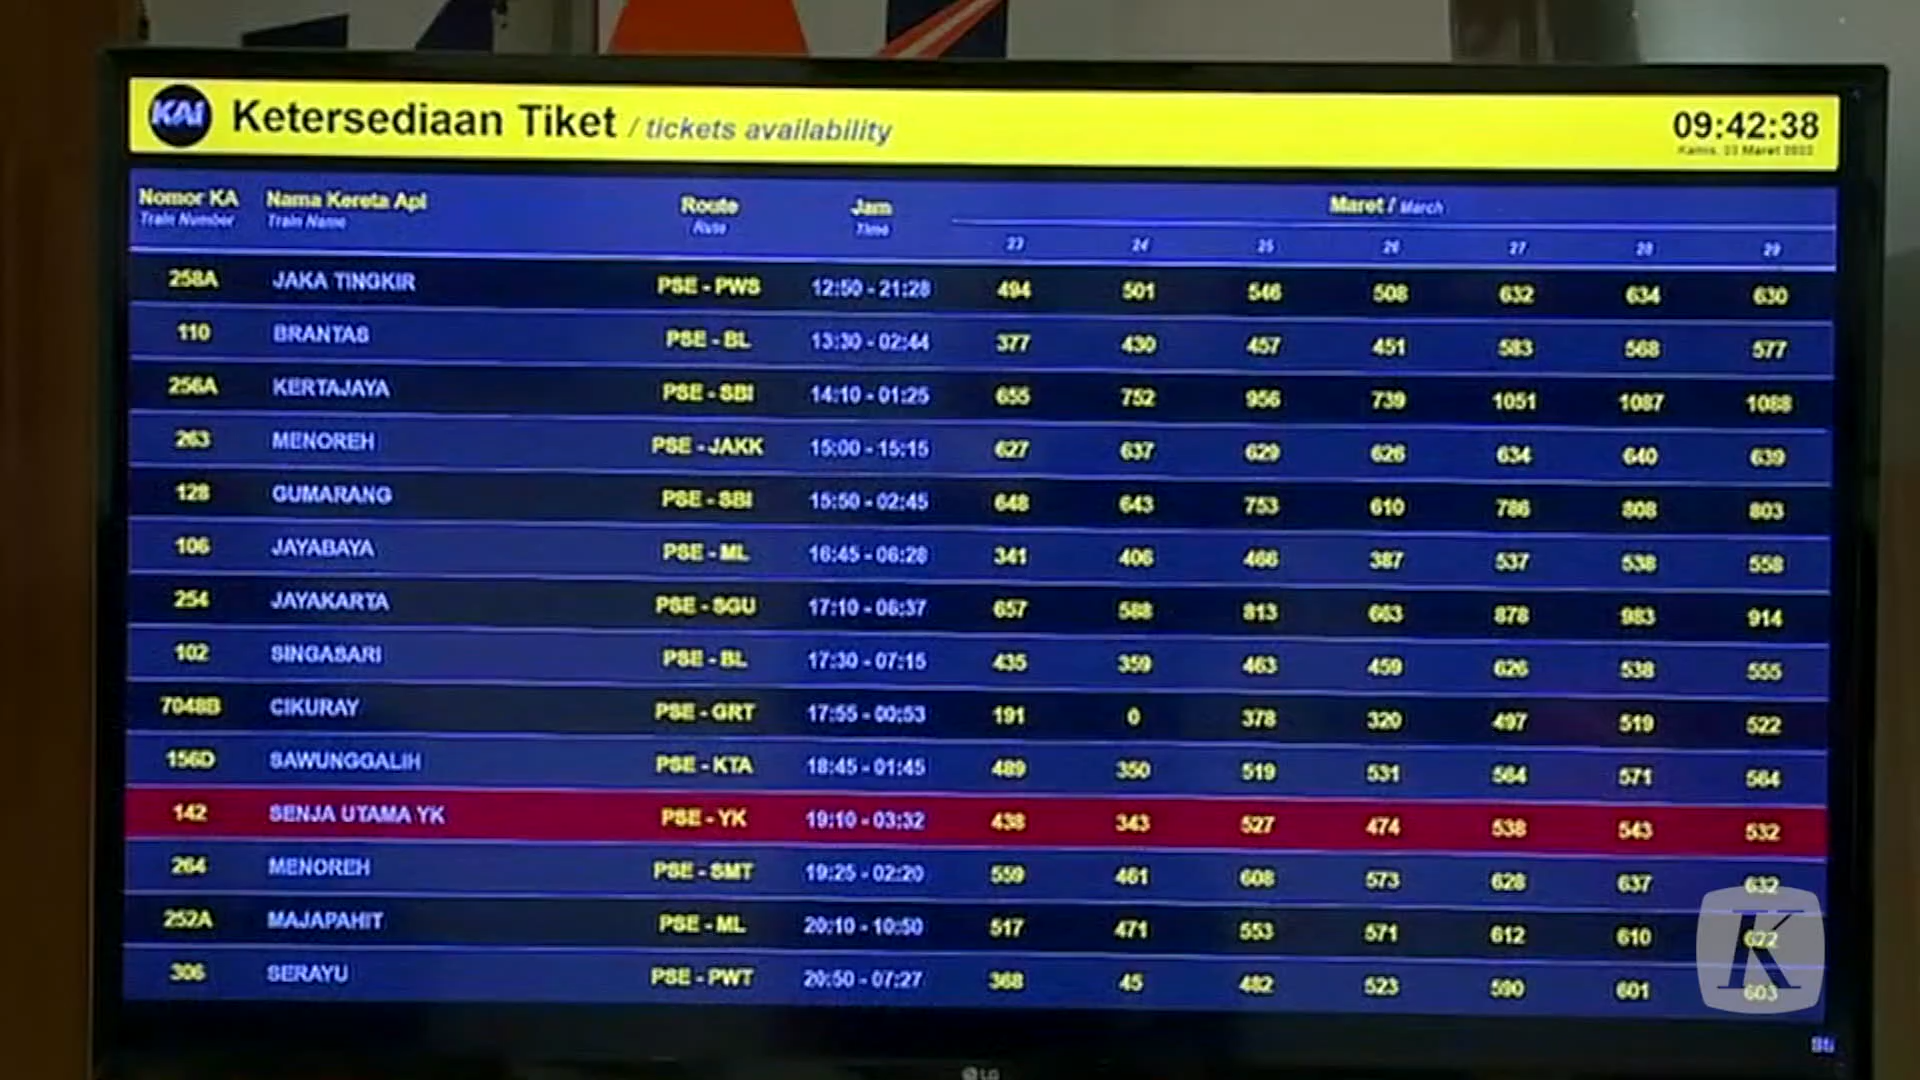 KAI Ketersediaan Tiket / tickets availability 09:42:38
Kamis, 23 Maret
Nomor KA Nama Kereta Api Route Jam Maret / March
Train Number Train Name Rute Time
23 24 25 26 27 28 29
258A JAKA TINGKIR PSE - PWS 12:50 - 21:28 494 501 546 508 632 634 630
110 BRANTAS PSE - BL 13:30 - 02:44 377 430 457 451 583 568 577
256A KERTAJAYA PSE - SBI 14:10 - 01:25 655 752 956 739 1051 1087 1088
263 MENOREH PSE - JAKK 15:00 - 15:15 627 637 629 626 634 640 639
128 GUMARANG PSE - SBI 15:50 - 02:45 648 643 753 610 786 808 803
106 JAYABAYA PSE - ML 16:45 - 06:28 341 406 466 387 537 538 558
254 JAYAKARTA PSE - SGU 17:10 - 06:37 657 588 813 663 878 983 914
102 SINGASARI PSE - BL 17:30 - 07:15 435 359 463 459 626 538 555
7048B CIKURAY PSE - GRT 17:55 - 00:53 191 0 378 320 497 519 522
156D SAWUNGGALIH PSE - KTA 18:45 - 01:45 489 350 519 531 564 571 564
142 SENJA UTAMA YK PSE - YK 19:10 - 03:32 438 343 527 474 538 543 532
264 MENOREH PSE - SMT 19:25 - 02:20 559 461 608 573 628 637 632
252A MAJAPAHIT PSE - ML 20:10 - 10:50 517 471 553 571 612 610 622
306 SERAYU PSE - PWT 20:50 - 07:27 368 45 482 523 590 601 603
K
LG